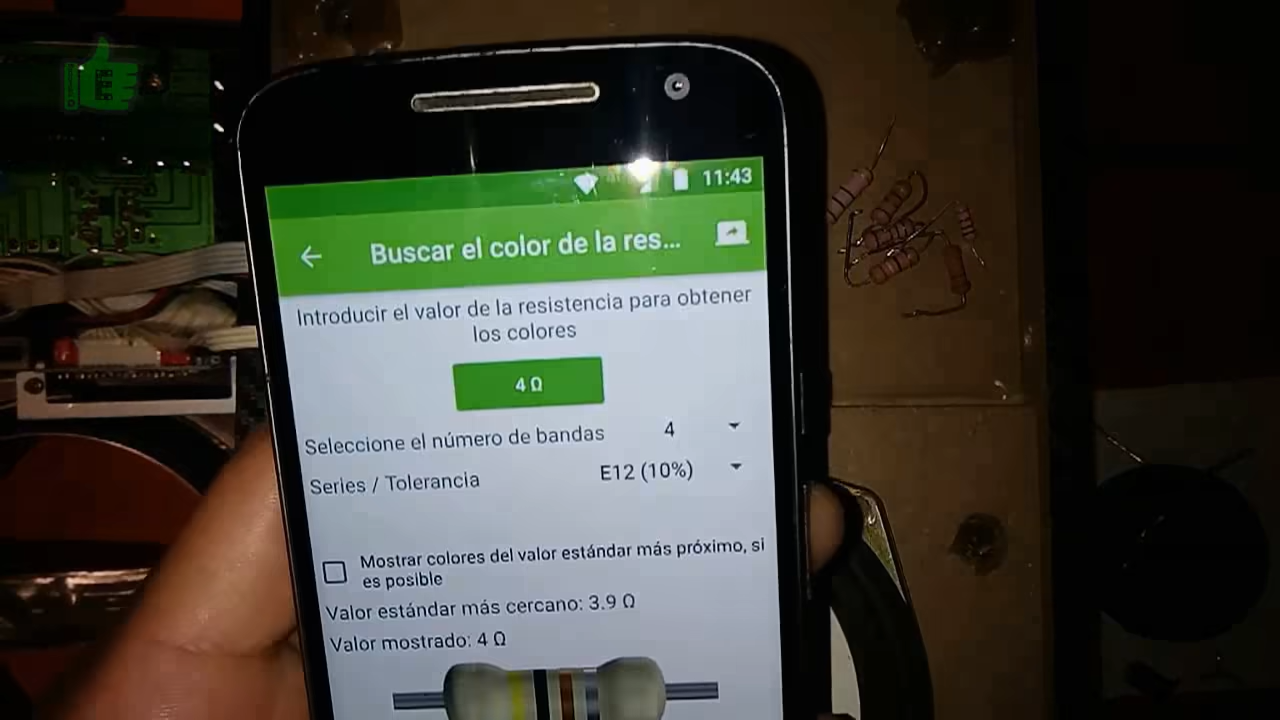 11:43
Buscar el color de la res...
Introducir el valor de la resistencia para obtener
los colores
4 Ω
Seleccione el número de bandas 4
Series / Tolerancia E12 (10%)
Mostrar colores del valor estándar más próximo, si
es posible
Valor estándar más cercano: 3.9 Ω
Valor mostrado: 4 Ω